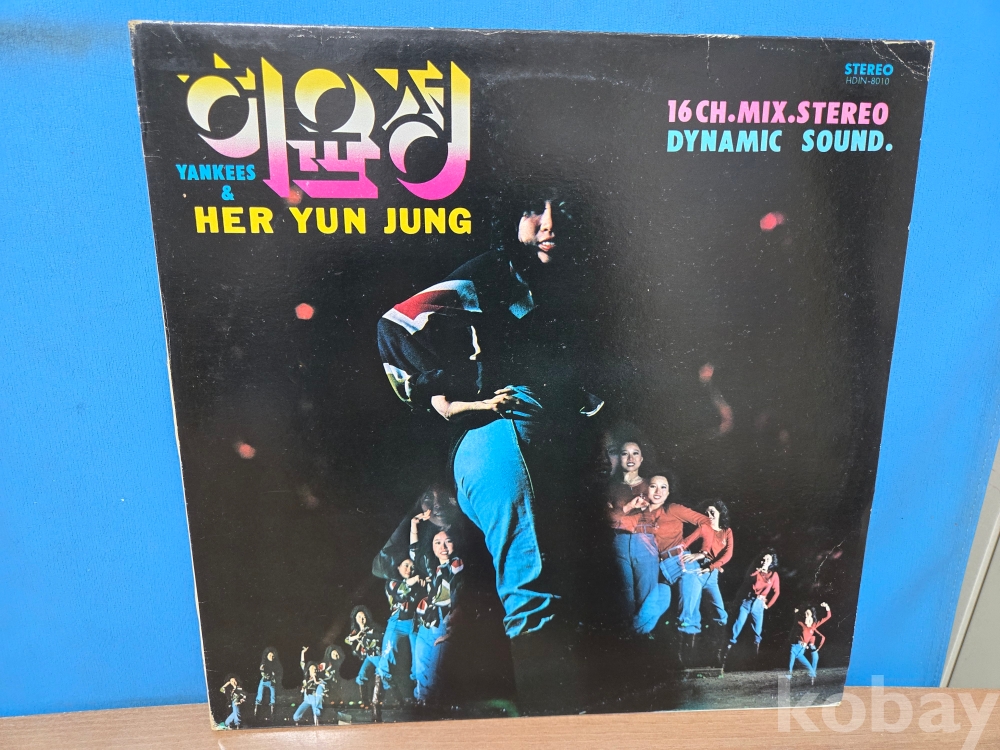 허윤정
YANKEES
&
HER YUN JUNG
STEREO
HDIN-8010
16 CH.MIX.STEREO
DYNAMIC SOUND.
kobay